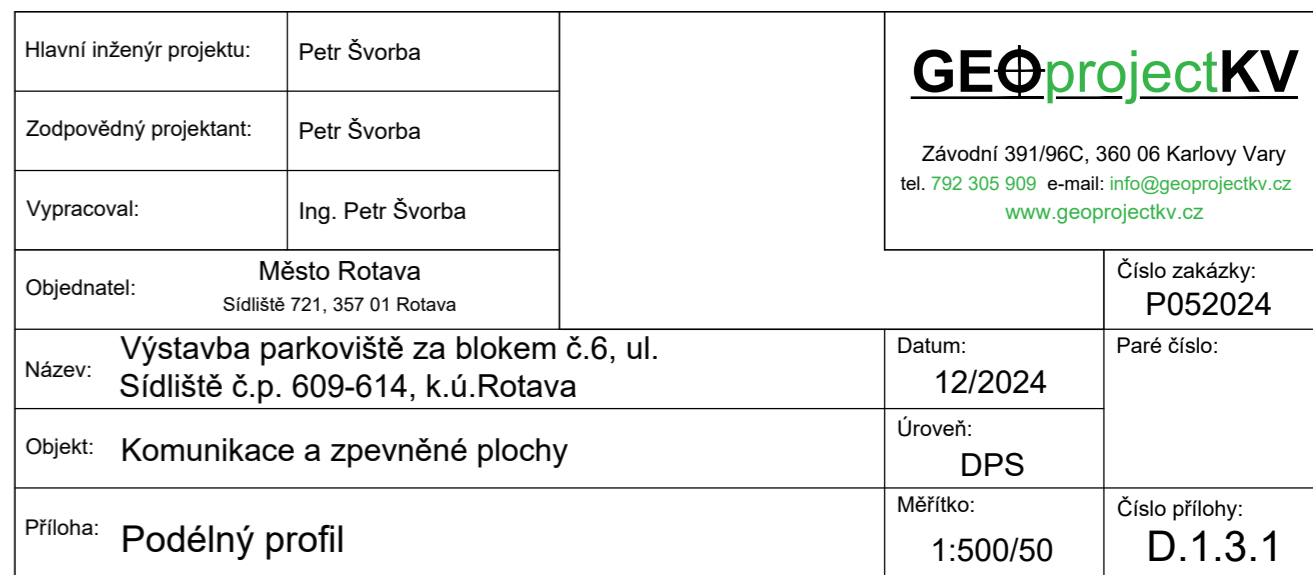 Hlavní inženýr projektu: Petr Švorba
Zodpovědný projektant: Petr Švorba
Vypracoval: Ing. Petr Švorba
GEOprojectKV
Závodní 391/96C, 360 06 Karlovy Vary
tel. 792 305 909 e-mail: info@geoprojectkv.cz
www.geoprojectkv.cz
Objednatel: Město Rotava
Sídliště 721, 357 01 Rotava
Číslo zakázky:
P052024
Název: Výstavba parkoviště za blokem č.6, ul.
Sídliště č.p. 609-614, k.ú.Rotava
Datum:
12/2024
Paré číslo:
Objekt: Komunikace a zpevněné plochy
Úroveň:
DPS
Příloha: Podélný profil
Měřítko:
1:500/50
Číslo přílohy:
D.1.3.1